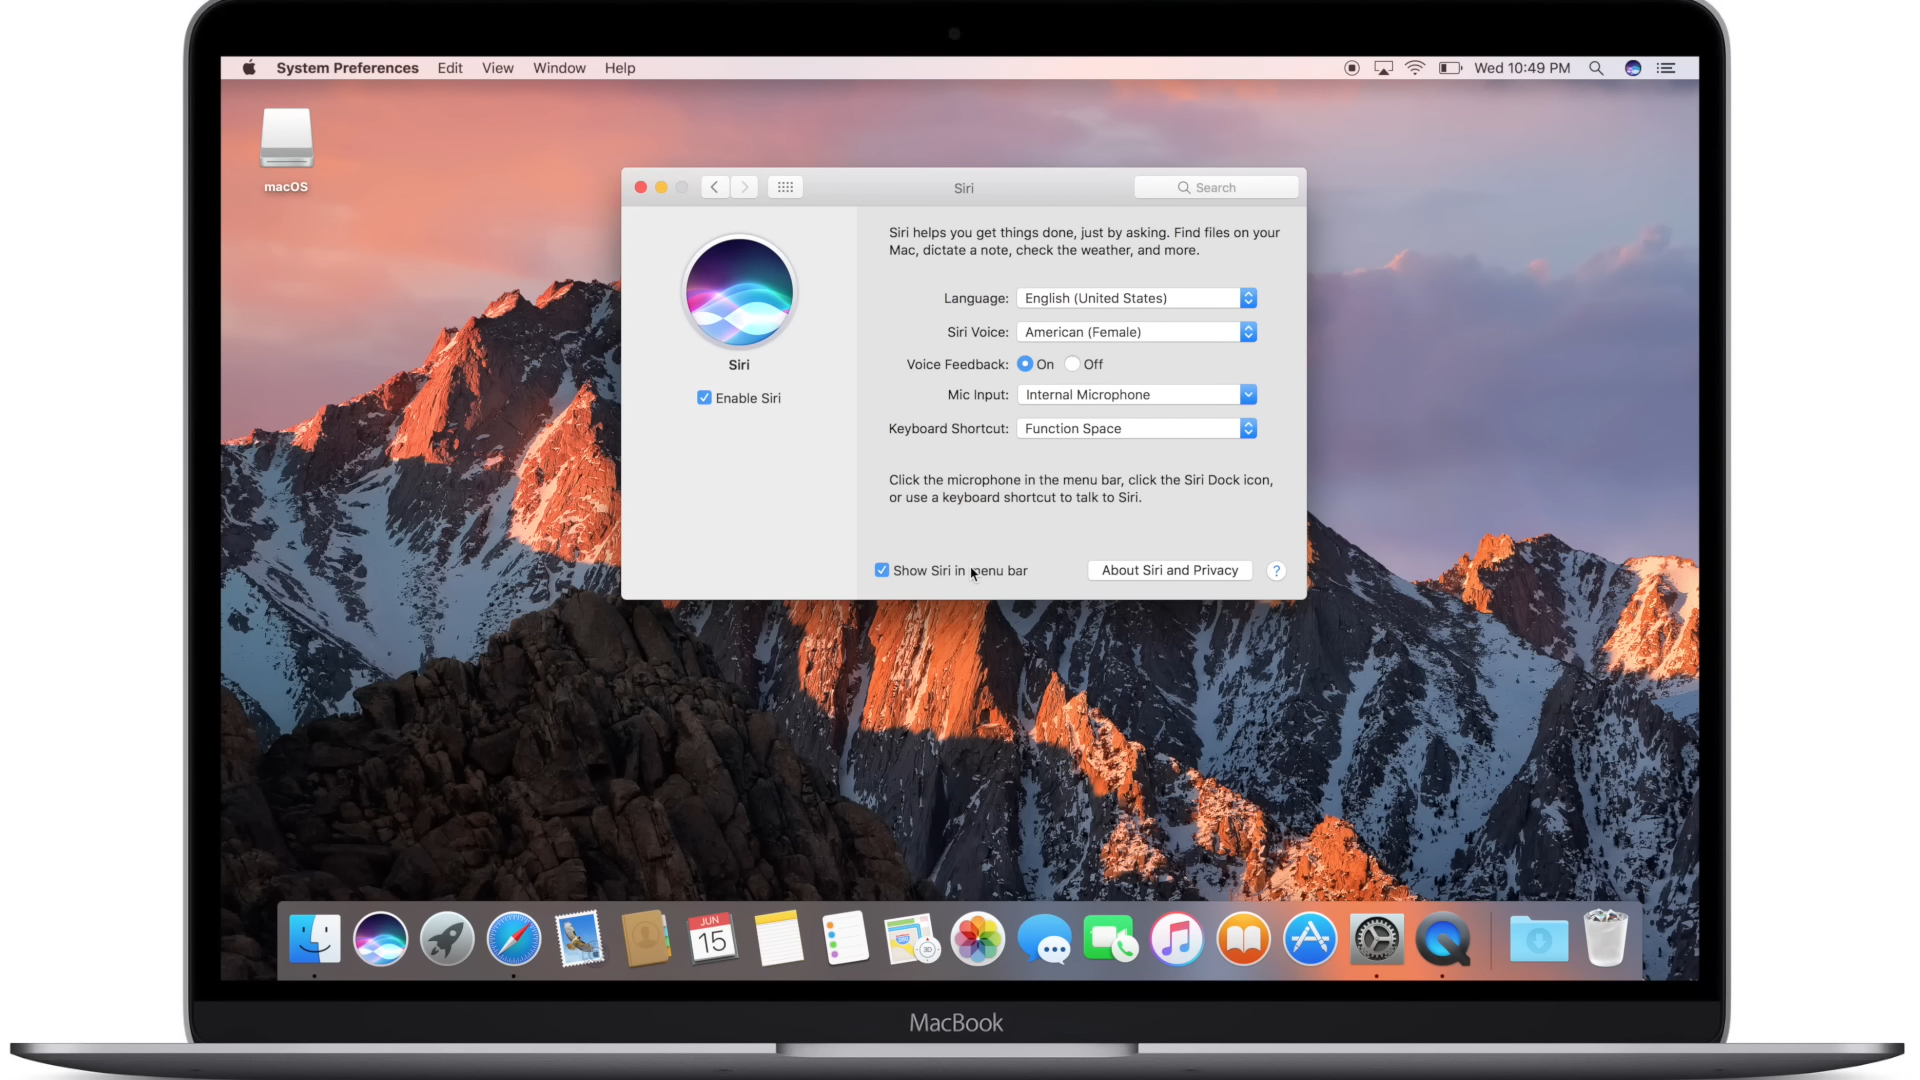 System Preferences Edit View Window Help
Wed 10:49 PM
macOS
Siri
Search
Siri helps you get things done, just by asking. Find files on your
Mac, dictate a note, check the weather, and more.
Language: English (United States)
Siri Voice: American (Female)
Voice Feedback: On Off
Mic Input: Internal Microphone
Keyboard Shortcut: Function Space
Siri
Enable Siri
Click the microphone in the menu bar, click the Siri Dock icon,
or use a keyboard shortcut to talk to Siri.
Show Siri in menu bar
About Siri and Privacy
?
JUN
15
3D
MacBook